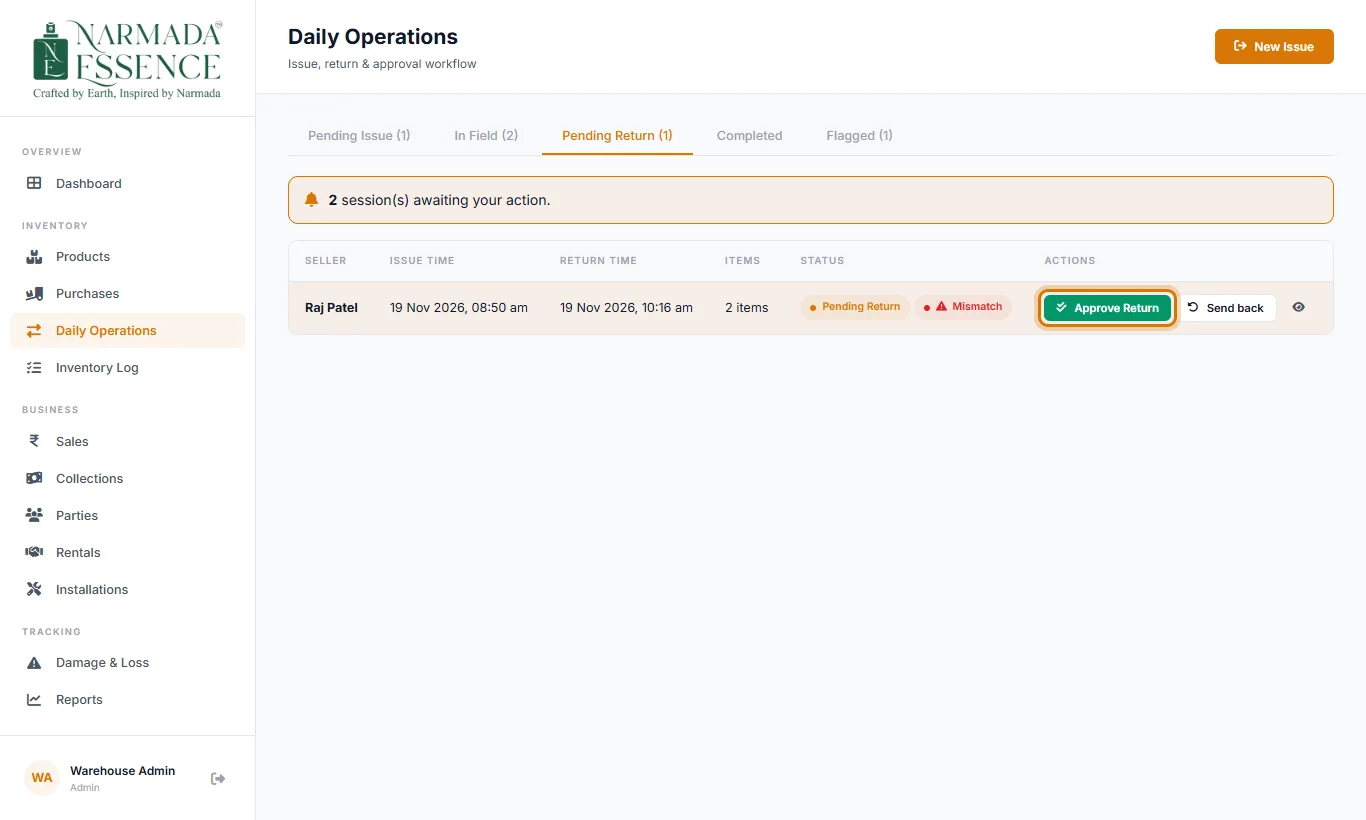 NARMADA
ESSENCE
NE
Crafted by Earth, Inspired by Narmada
OVERVIEW
Dashboard
INVENTORY
Products
Purchases
Daily Operations
Inventory Log
BUSINESS
₹ Sales
Collections
Parties
Rentals
Installations
TRACKING
Damage & Loss
Reports
WA
Warehouse Admin
Admin
Daily Operations
Issue, return & approval workflow
New Issue
Pending Issue (1) In Field (2) Pending Return (1) Completed Flagged (1)
2 session(s) awaiting your action.
SELLER ISSUE TIME RETURN TIME ITEMS STATUS ACTIONS
Raj Patel 19 Nov 2026, 08:50 am 19 Nov 2026, 10:16 am 2 items Pending Return Mismatch Approve Return Send back